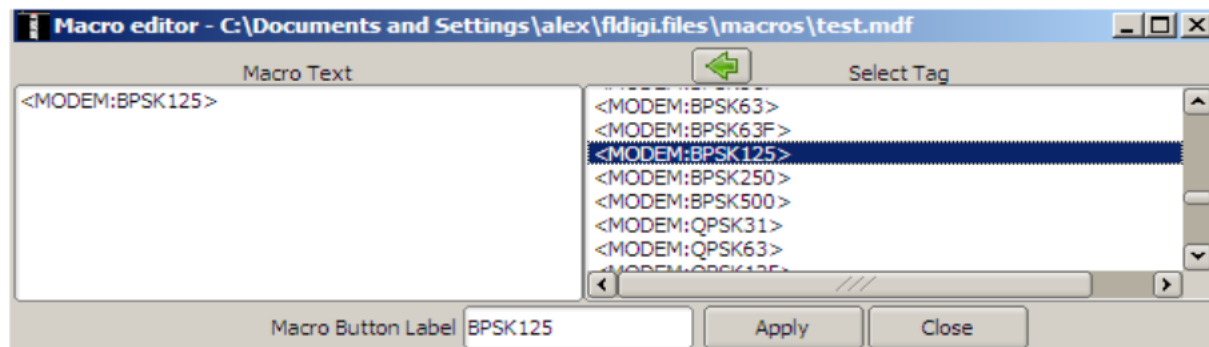 Macro editor - C:\Documents and Settings\alex\fldigi.files\macros\test.mdf
Macro Text
Select Tag
<MODEM:BPSK125>
<MODEM:BPSK63>
<MODEM:BPSK63F>
<MODEM:BPSK125>
<MODEM:BPSK250>
<MODEM:BPSK500>
<MODEM:QPSK31>
<MODEM:QPSK63>
Macro Button Label BPSK125
Apply
Close